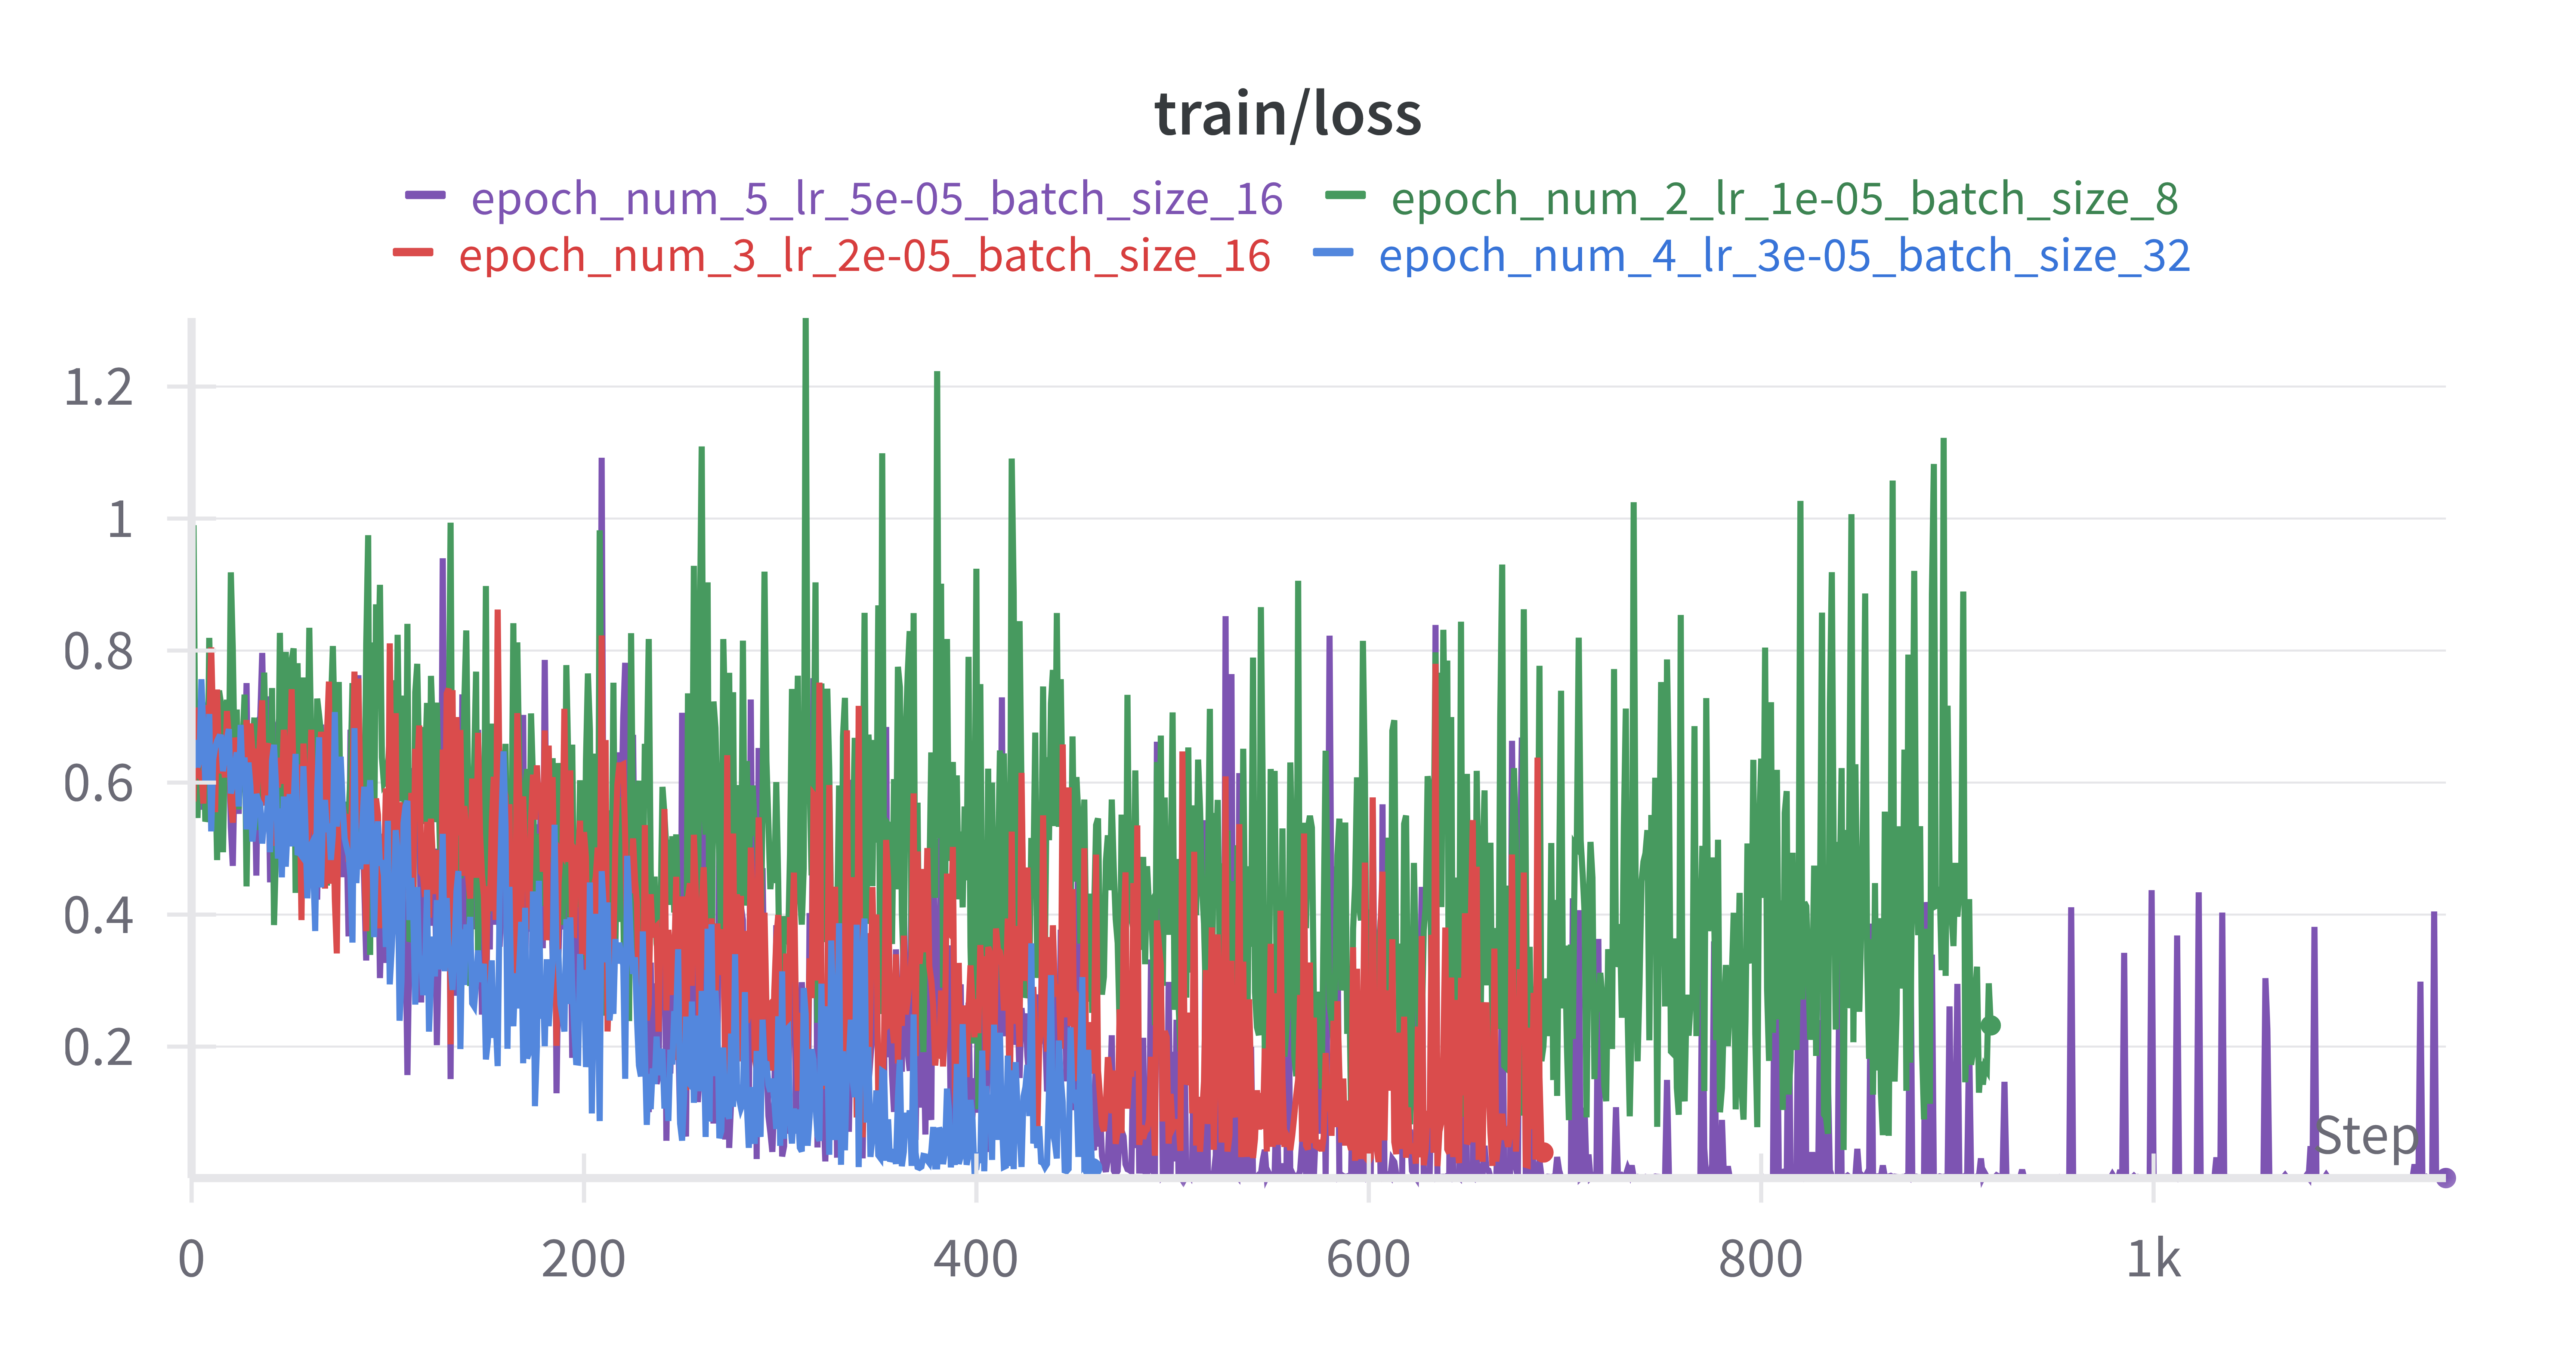 train/loss
epoch_num_5_lr_5e-05_batch_size_16 epoch_num_2_lr_1e-05_batch_size_8
epoch_num_3_lr_2e-05_batch_size_16 epoch_num_4_lr_3e-05_batch_size_32
1.2
1
0.8
0.6
0.4
0.2
Step
0 200 400 600 800 1k